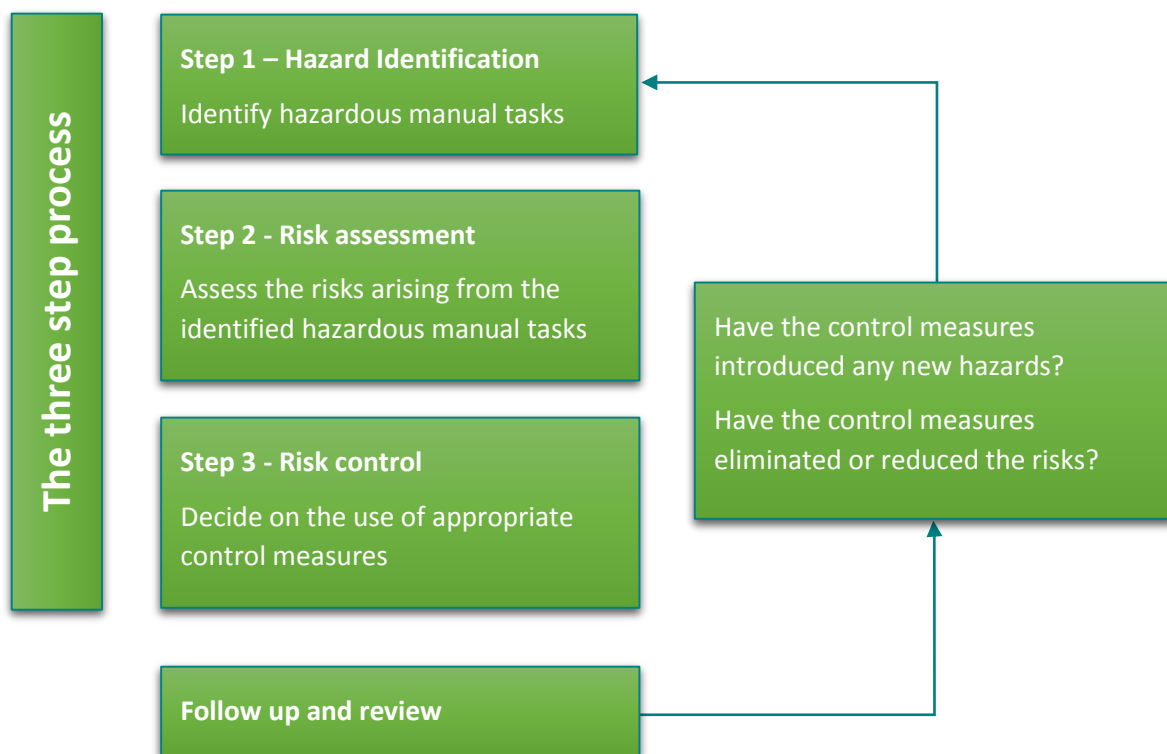 The three step process
Step 1 – Hazard Identification
Identify hazardous manual tasks
Step 2 - Risk assessment
Assess the risks arising from the
identified hazardous manual tasks
Step 3 - Risk control
Decide on the use of appropriate
control measures
Follow up and review
Have the control measures
introduced any new hazards?
Have the control measures
eliminated or reduced the risks?